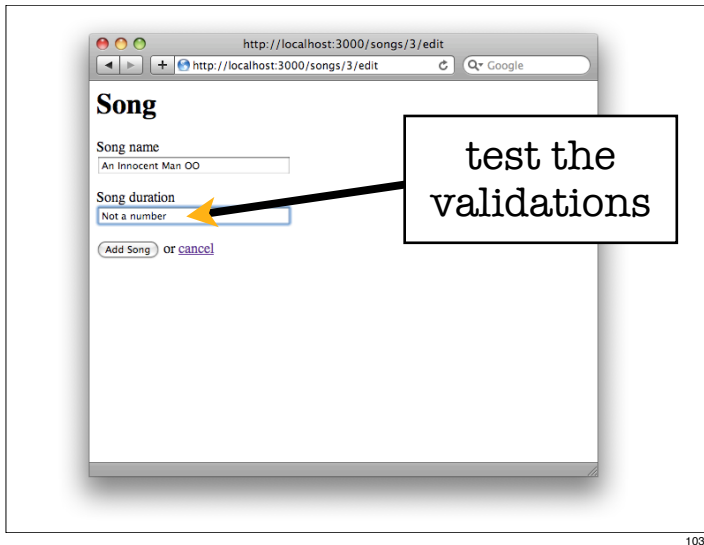 http://localhost:3000/songs/3/edit
http://localhost:3000/songs/3/edit
Google
Song
Song name
An Innocent Man OO
Song duration
Not a number
Add Song or cancel
test the
validations
103